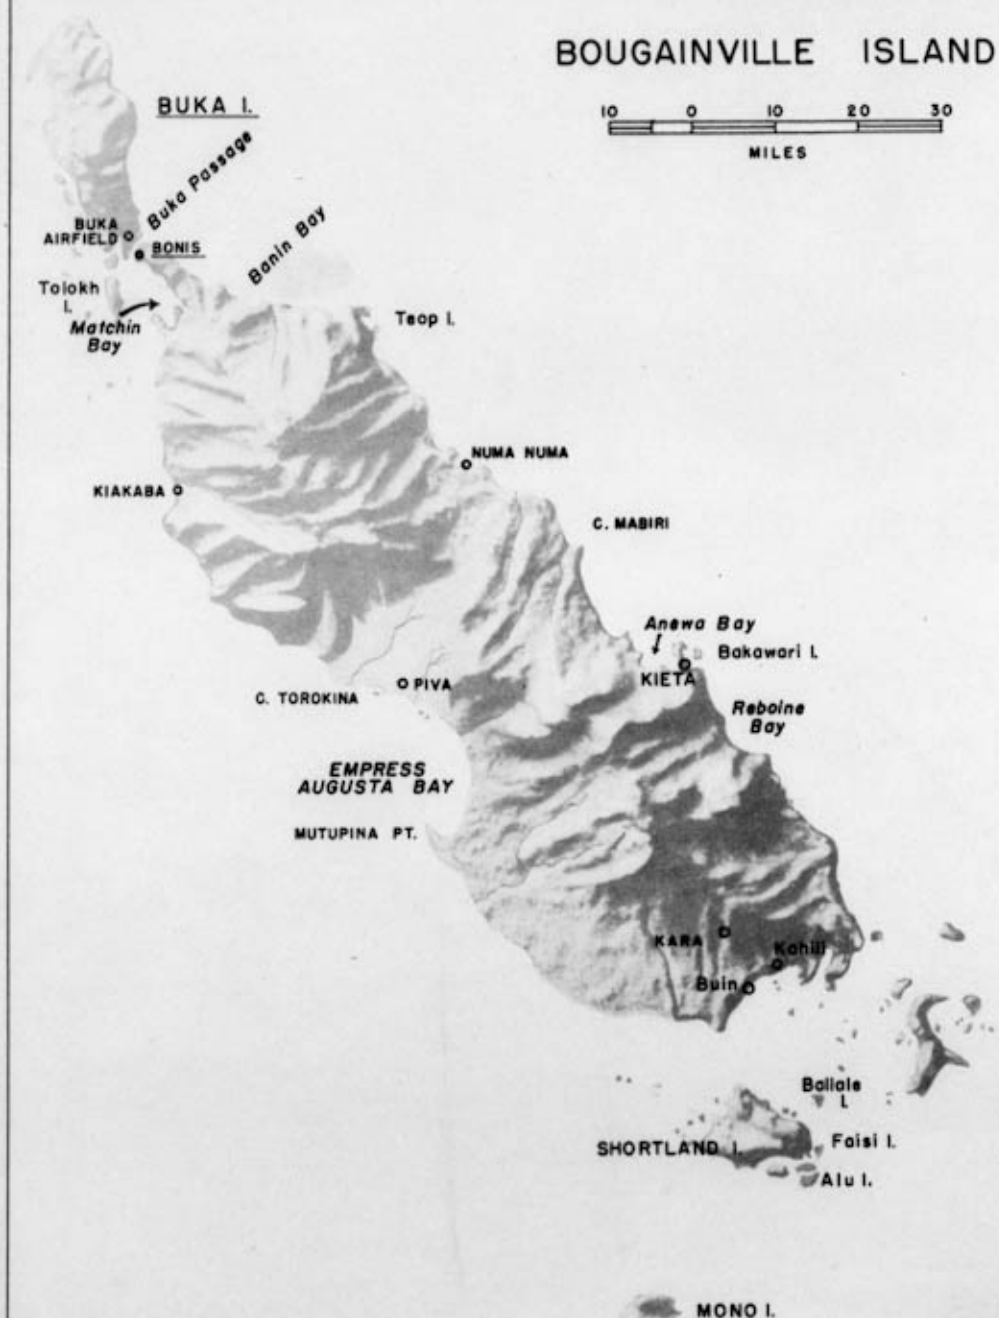 BOUGAINVILLE ISLAND
10 0 10 20 30
MILES
BUKA I.
Buka Passage
BUKA
AIRFIELD
BONIS
Banin Bay
Tolokh
I.
Matchin
Bay
Teop I.
NUMA NUMA
KIAKABA
C. MABIRI
Anewa Bay
Bakawari I.
KIETA
PIVA
C. TOROKINA
Reboine
Bay
EMPRESS
AUGUSTA BAY
MUTUPINA PT.
KARA
Kahili
Buin
Ballale
I.
SHORTLAND I.
Faisi I.
Alu I.
MONO I.